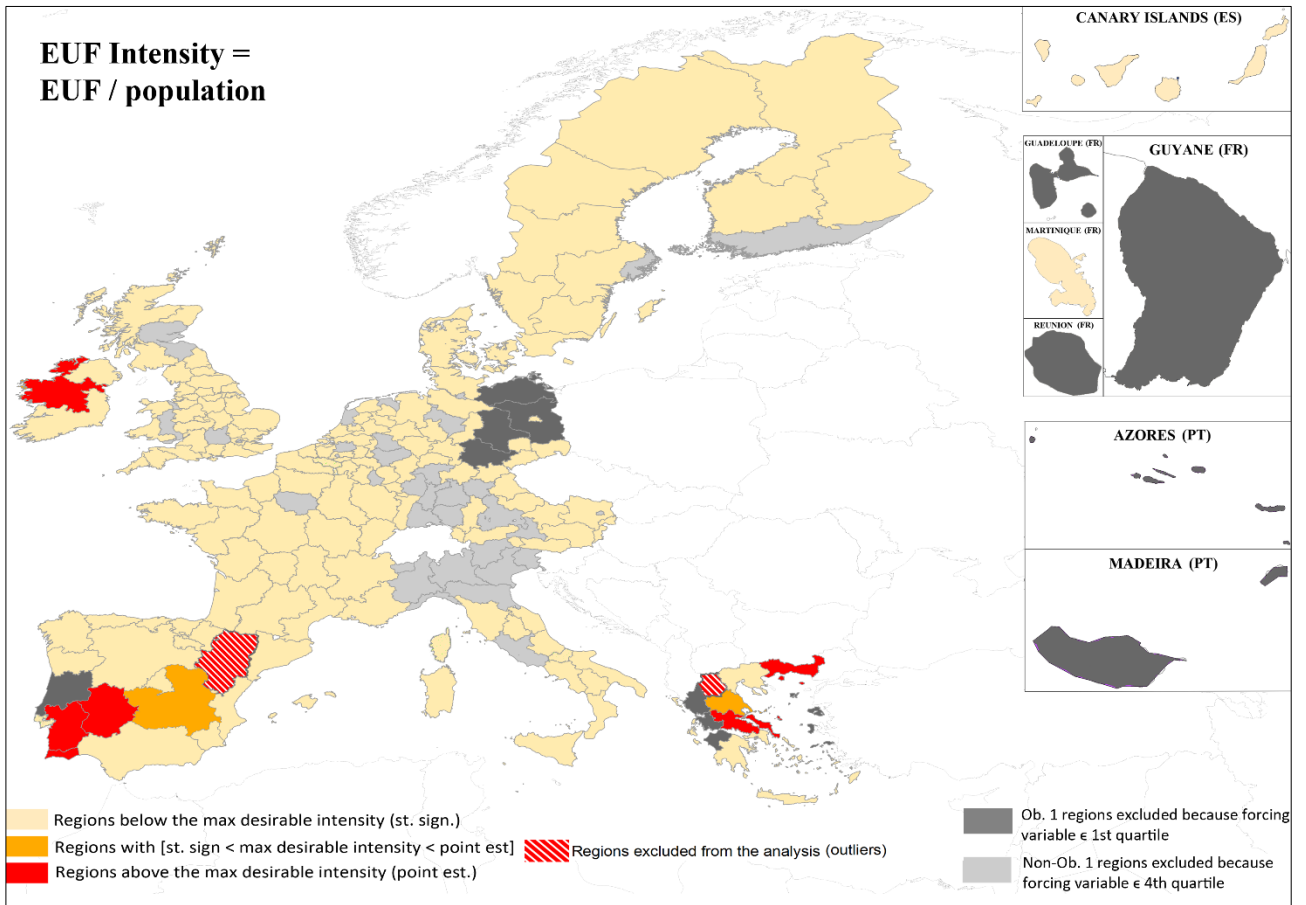 EUF Intensity =
EUF / population
CANARY ISLANDS (ES)
GUADELOUPE (FR)
GUYANE (FR)
MARTINIQUE (FR)
REUNION (FR)
AZORES (PT)
MADEIRA (PT)
Regions below the max desirable intensity (st. sign.)
Regions with [st. sign < max desirable intensity < point est]
Regions above the max desirable intensity (point est.)
Regions excluded from the analysis (outliers)
Ob. 1 regions excluded because forcing
variable ϵ 1st quartile
Non-Ob. 1 regions excluded because
forcing variable ϵ 4th quartile